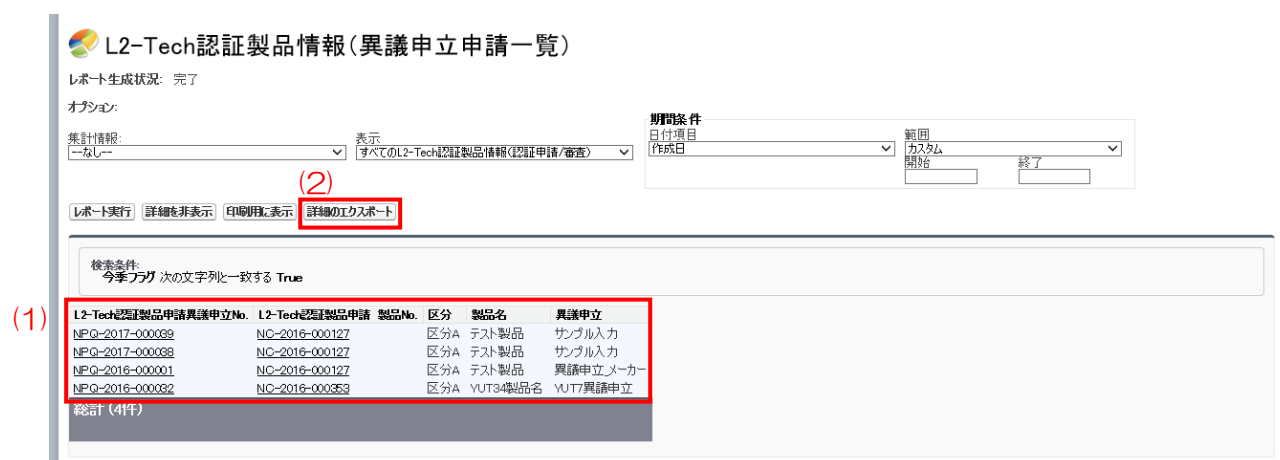 L2-Tech認証製品情報(異議申立申請一覧)
レポート生成状況: 完了
オプション:
集計情報:
--なし--
表示
すべてのL2-Tech認証製品情報(認証申請/審査)
期間条件
日付項目
作成日
範囲
カスタム
開始 終了
(2)
レポート実行 詳細を非表示 印刷用に表示 詳細のエクスポート
検索条件:
今季フラグ 次の文字列と一致する True
(1)
L2-Tech認証製品申請異議申立No. L2-Tech認証製品申請 製品No. 区分 製品名 異議申立
NPQ-2017-000039 NC-2016-000127 区分A テスト製品 サンプル入力
NPQ-2017-000038 NC-2016-000127 区分A テスト製品 サンプル入力
NPQ-2016-000001 NC-2016-000127 区分A テスト製品 異議申立_メーカー
NPQ-2016-000032 NC-2016-000353 区分A YUT34製品名 YUT7異議申立
総計 (4件)